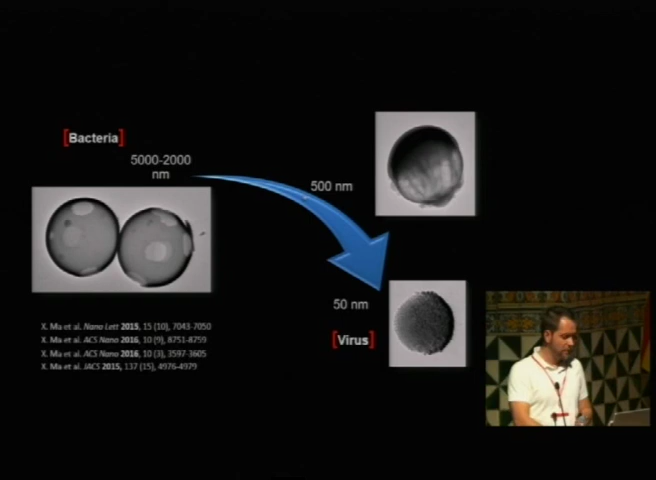 [Bacteria]
5000-2000
nm
500 nm
50 nm
[Virus]
X. Ma et al. Nano Lett 2015, 15 (10), 7043-7050
X. Ma et al. ACS Nano 2016, 10 (9), 8751-8759
X. Ma et al. ACS Nano 2016, 10 (3), 3597-3605
X. Ma et al. JACS 2015, 137 (15), 4976-4979